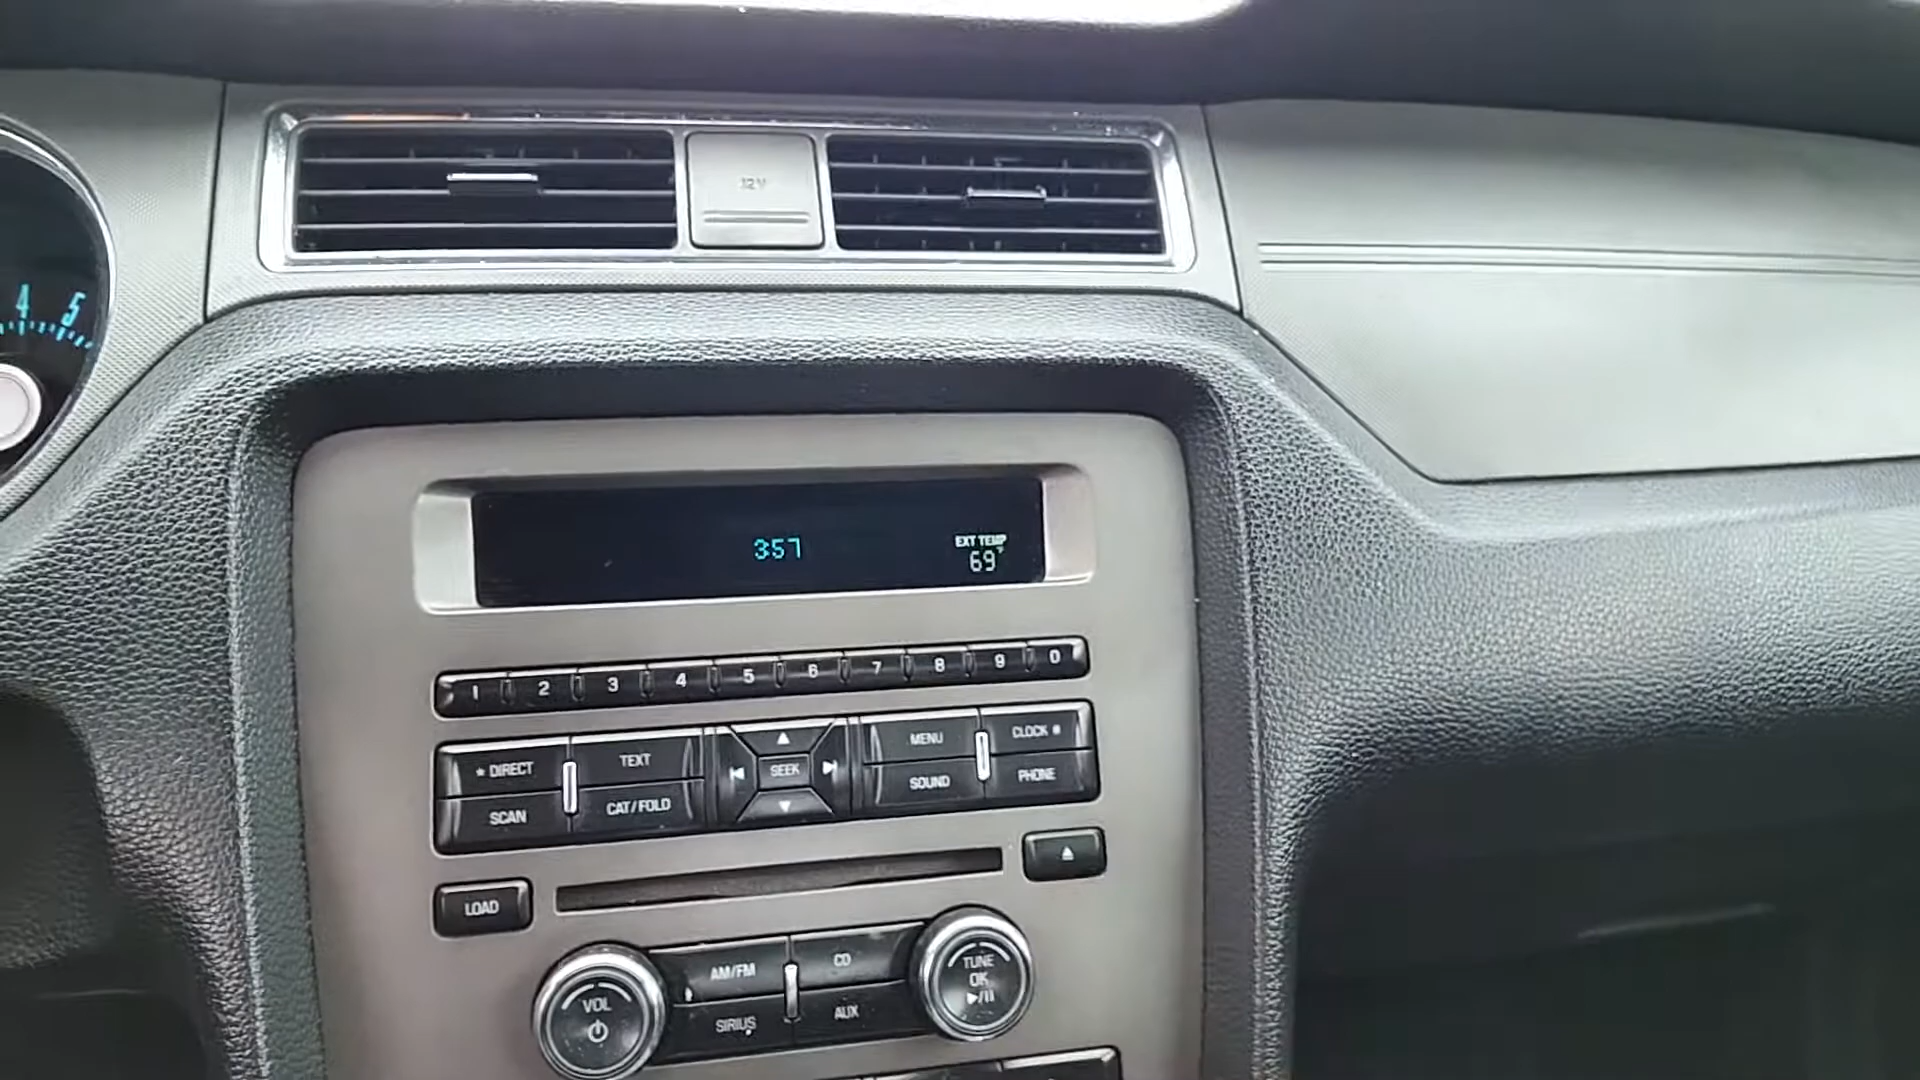 12V
4 5
357
EXT TEMP
69°F
1 2 3 4 5 6 7 8 9 0
* DIRECT TEXT MENU CLOCK #
SEEK
SCAN CAT/FOLD SOUND PHONE
LOAD
AM/FM CD
VOL
SIRIUS AUX
TUNE
OK